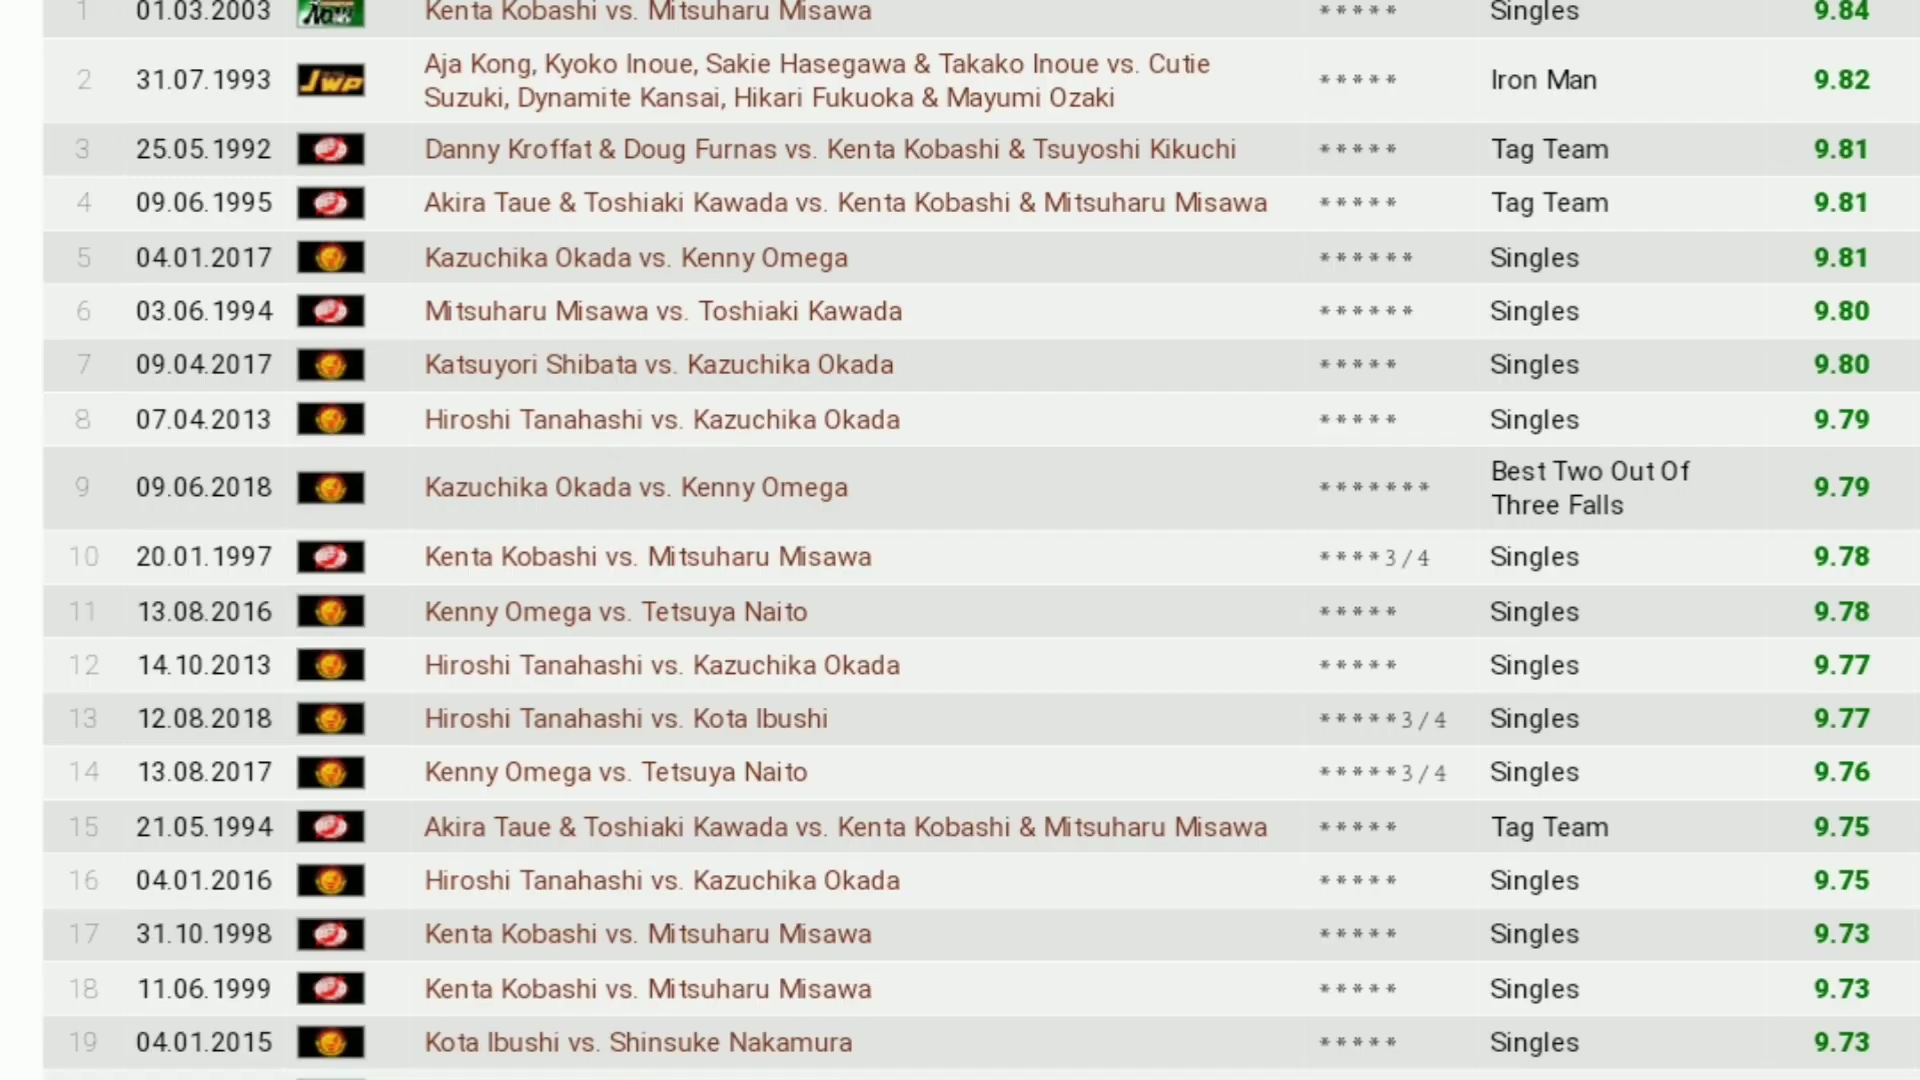 1 01.03.2003 NOW Kenta Kobashi vs. Mitsuharu Misawa ***** Singles 9.84
Aja Kong, Kyoko Inoue, Sakie Hasegawa & Takako Inoue vs. Cutie
2 31.07.1993 JWP ***** Iron Man 9.82
Suzuki, Dynamite Kansai, Hikari Fukuoka & Mayumi Ozaki
3 25.05.1992 Danny Kroffat & Doug Furnas vs. Kenta Kobashi & Tsuyoshi Kikuchi ***** Tag Team 9.81
4 09.06.1995 Akira Taue & Toshiaki Kawada vs. Kenta Kobashi & Mitsuharu Misawa ***** Tag Team 9.81
5 04.01.2017 Kazuchika Okada vs. Kenny Omega ****** Singles 9.81
6 03.06.1994 Mitsuharu Misawa vs. Toshiaki Kawada ****** Singles 9.80
7 09.04.2017 Katsuyori Shibata vs. Kazuchika Okada ***** Singles 9.80
8 07.04.2013 Hiroshi Tanahashi vs. Kazuchika Okada ***** Singles 9.79
Best Two Out Of
9 09.06.2018 Kazuchika Okada vs. Kenny Omega ******* 9.79
Three Falls
10 20.01.1997 Kenta Kobashi vs. Mitsuharu Misawa ****3/4 Singles 9.78
11 13.08.2016 Kenny Omega vs. Tetsuya Naito ***** Singles 9.78
12 14.10.2013 Hiroshi Tanahashi vs. Kazuchika Okada ***** Singles 9.77
13 12.08.2018 Hiroshi Tanahashi vs. Kota Ibushi *****3/4 Singles 9.77
14 13.08.2017 Kenny Omega vs. Tetsuya Naito *****3/4 Singles 9.76
15 21.05.1994 Akira Taue & Toshiaki Kawada vs. Kenta Kobashi & Mitsuharu Misawa ***** Tag Team 9.75
16 04.01.2016 Hiroshi Tanahashi vs. Kazuchika Okada ***** Singles 9.75
17 31.10.1998 Kenta Kobashi vs. Mitsuharu Misawa ***** Singles 9.73
18 11.06.1999 Kenta Kobashi vs. Mitsuharu Misawa ***** Singles 9.73
19 04.01.2015 Kota Ibushi vs. Shinsuke Nakamura ***** Singles 9.73